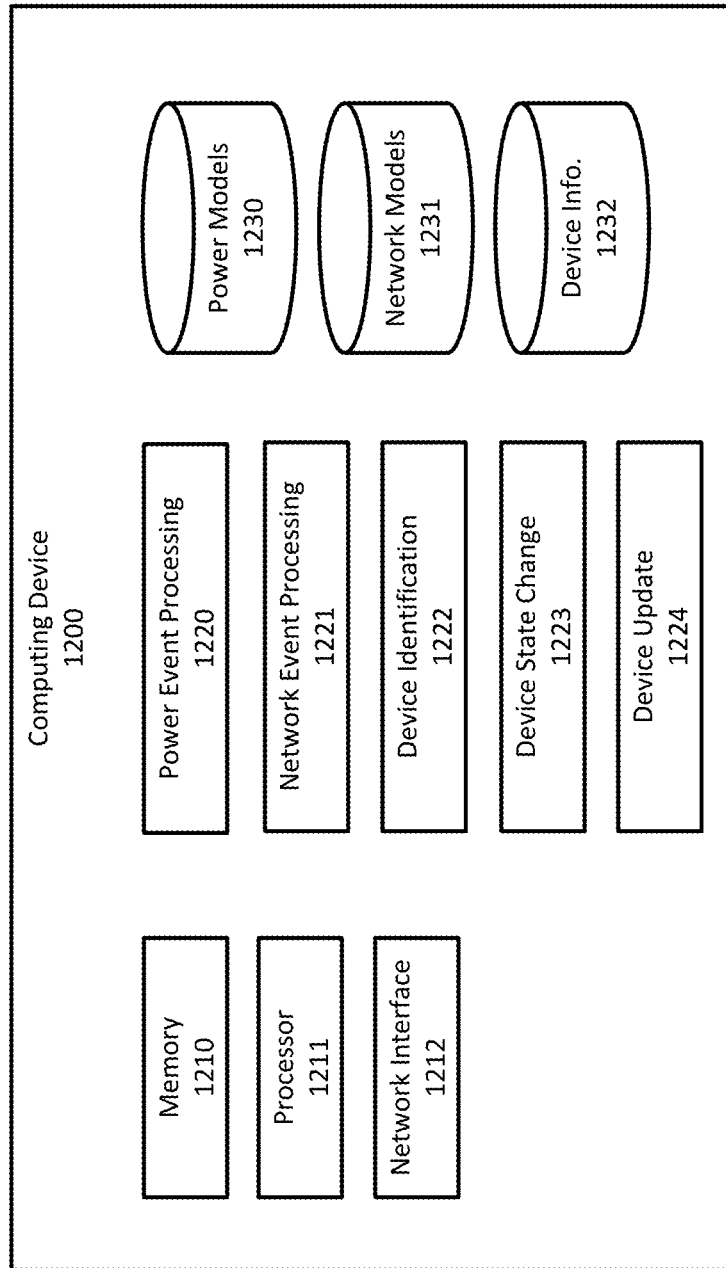 Computing Device
1200
Memory
1210
Processor
1211
Network Interface
1212
Power Event Processing
1220
Network Event Processing
1221
Device Identification
1222
Device State Change
1223
Device Update
1224
Power Models
1230
Network Models
1231
Device Info.
1232